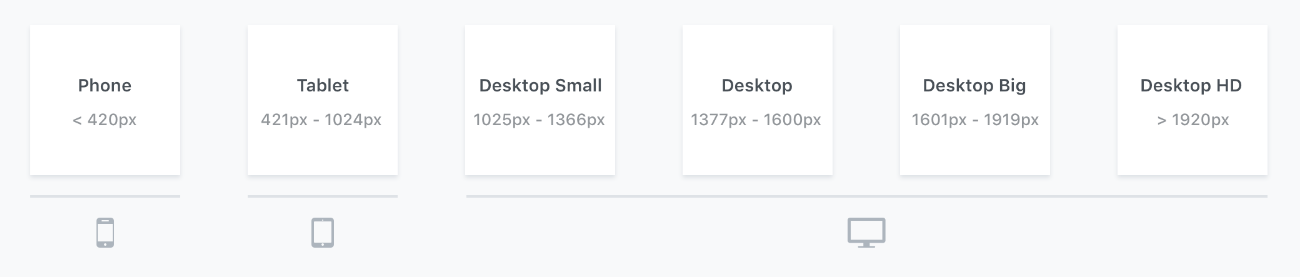 Phone
< 420px
Tablet
421px - 1024px
Desktop Small
1025px - 1366px
Desktop
1377px - 1600px
Desktop Big
1601px - 1919px
Desktop HD
> 1920px